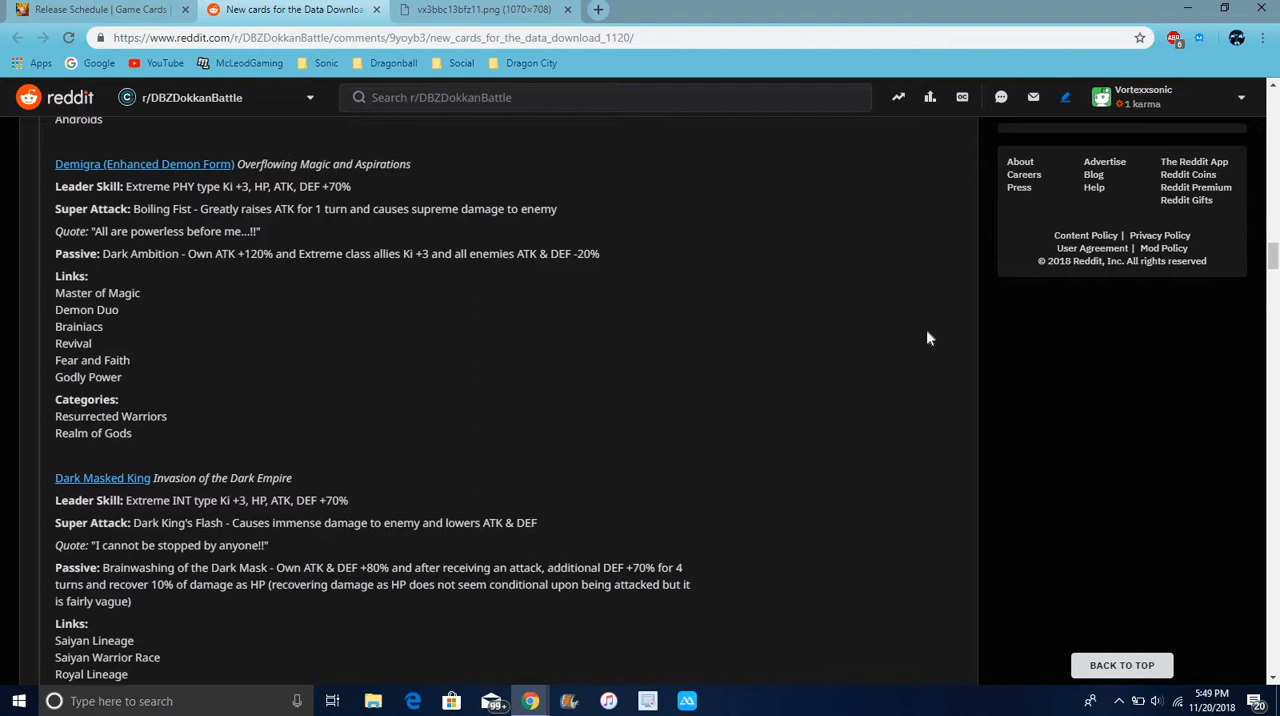 Release Schedule | Game Cards |
New cards for the Data Downloa
vx3bbc13bfz11.png (1070×708)
https://www.reddit.com/r/DBZDokkanBattle/comments/9yoyb3/new_cards_for_the_data_download_1120/
ABP
6
Apps
Google
YouTube
McLeodGaming
Sonic
Dragonball
Social
Dragon City
reddit
r/DBZDokkanBattle
Search r/DBZDokkanBattle
Vortexxsonic
1 karma
Androids
Demigra (Enhanced Demon Form) Overflowing Magic and Aspirations
Leader Skill: Extreme PHY type Ki +3, HP, ATK, DEF +70%
Super Attack: Boiling Fist - Greatly raises ATK for 1 turn and causes supreme damage to enemy
Quote: "All are powerless before me...!!"
Passive: Dark Ambition - Own ATK +120% and Extreme class allies Ki +3 and all enemies ATK & DEF -20%
Links:
Master of Magic
Demon Duo
Brainiacs
Revival
Fear and Faith
Godly Power
Categories:
Resurrected Warriors
Realm of Gods
Dark Masked King Invasion of the Dark Empire
Leader Skill: Extreme INT type Ki +3, HP, ATK, DEF +70%
Super Attack: Dark King's Flash - Causes immense damage to enemy and lowers ATK & DEF
Quote: "I cannot be stopped by anyone!!"
Passive: Brainwashing of the Dark Mask - Own ATK & DEF +80% and after receiving an attack, additional DEF +70% for 4
turns and recover 10% of damage as HP (recovering damage as HP does not seem conditional upon being attacked but it
is fairly vague)
Links:
Saiyan Lineage
Saiyan Warrior Race
Royal Lineage
About
Advertise
The Reddit App
Careers
Blog
Reddit Coins
Press
Help
Reddit Premium
Reddit Gifts
Content Policy | Privacy Policy
User Agreement | Mod Policy
© 2018 Reddit, Inc. All rights reserved
BACK TO TOP
Type here to search
99+
5:49 PM
11/20/2018
20